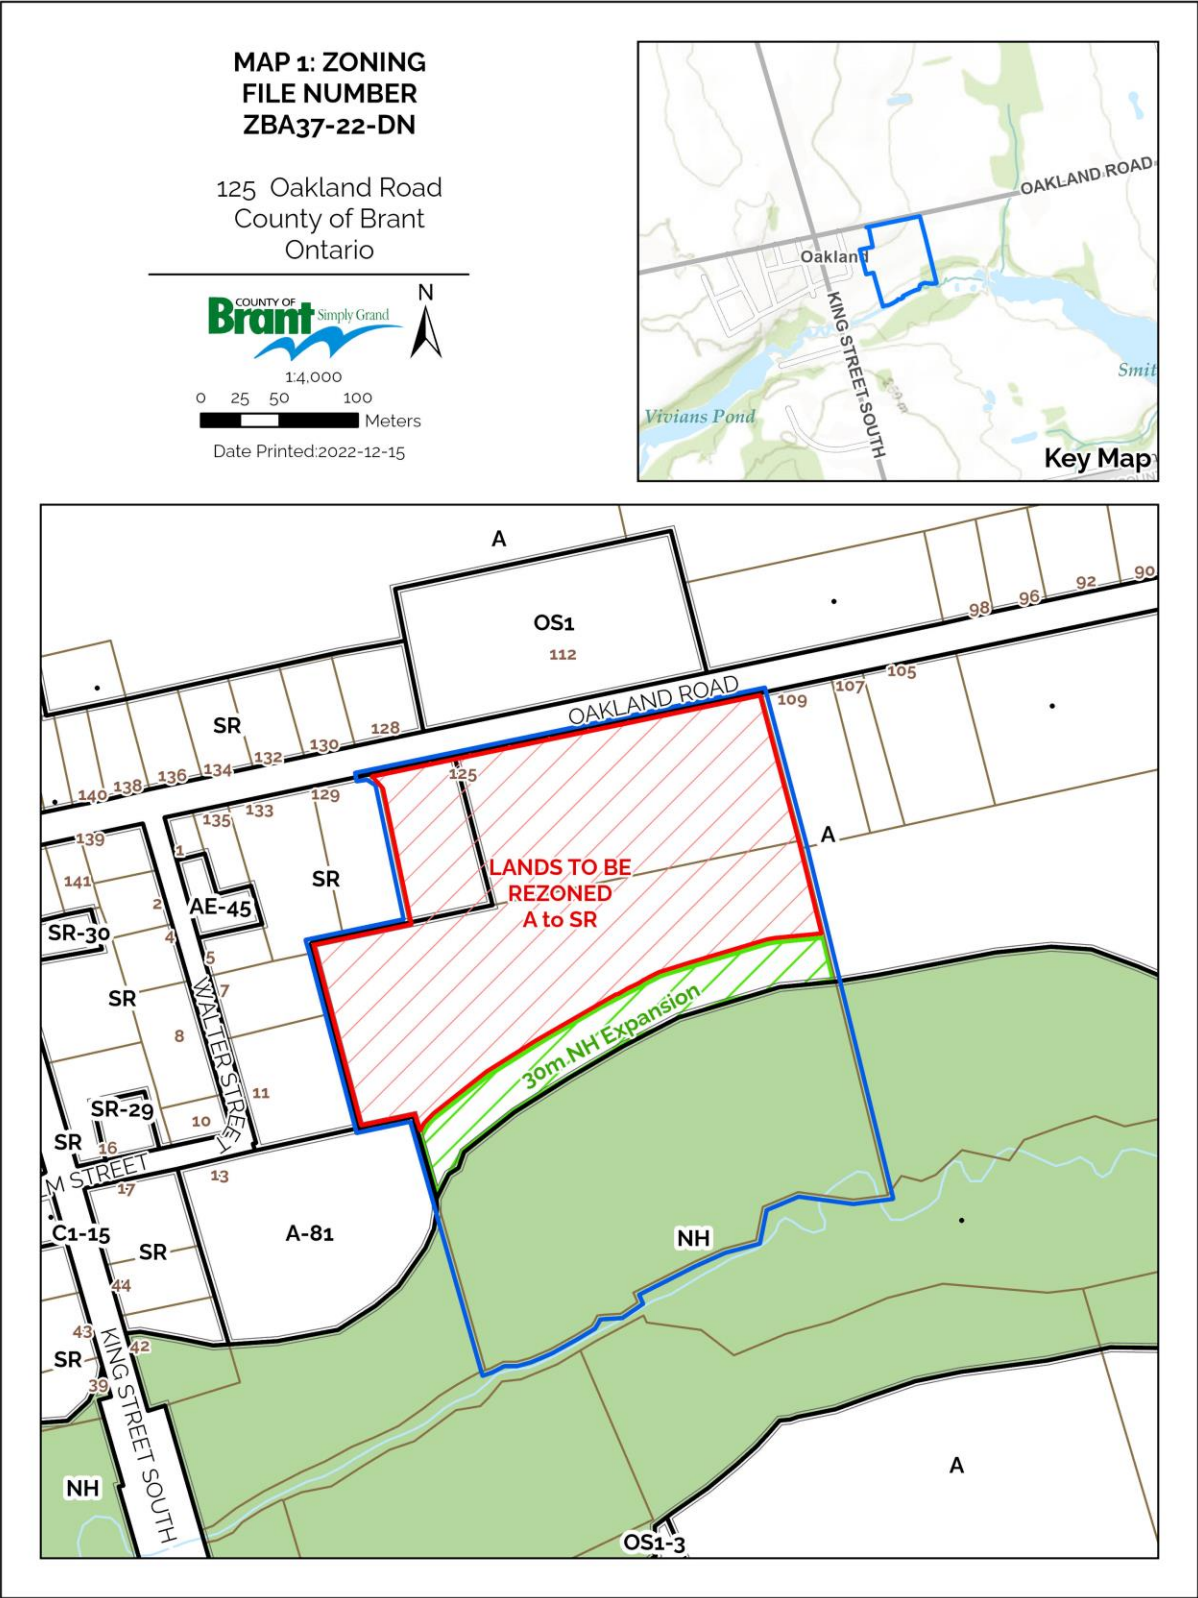 MAP 1: ZONING
FILE NUMBER
ZBA37-22-DN
125 Oakland Road
County of Brant
Ontario
COUNTY OF
Brant Simply Grand
N
1:4,000
0 25 50 100
Meters
Date Printed:2022-12-15
OAKLAND ROAD
Oakland
KING STREET SOUTH
Vivians Pond
Smit
Key Map
A
OS1
112
90
92
96
98
SR
128
130
132
134
136
138
140
OAKLAND ROAD
109
107
105
125
129
133
135
139
141
1
2
4
5
7
8
10
11
AE-45
SR
SR-30
SR
WALTER STREET
LANDS TO BE
REZONED
A to SR
A
30m NH Expansion
SR-29
16
SR
LM STREET
17
13
C1-15
SR
A-81
NH
44
43
42
SR
39
KING STREET SOUTH
NH
A
OS1-3